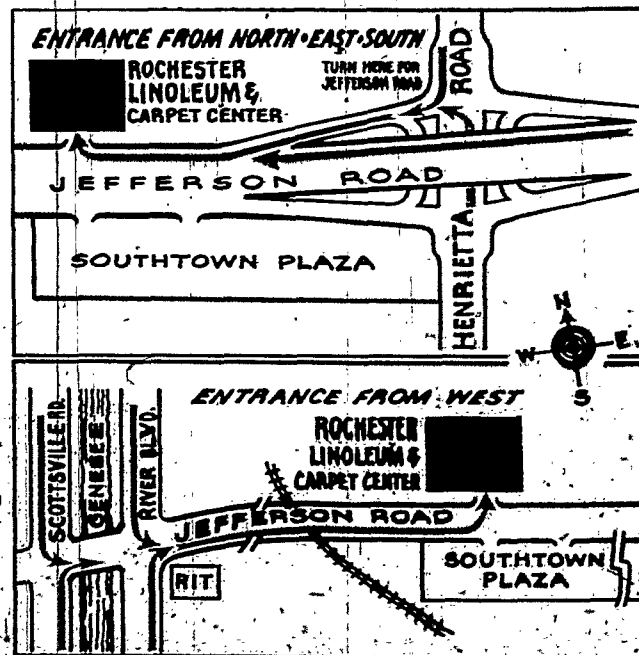 ENTRANCE FROM NORTH•EAST•SOUTH
ROCHESTER
LINOLEUM &
CARPET CENTER
TURN HERE FOR
JEFFERSON ROAD
ROAD
JEFFERSON ROAD
SOUTHTOWN PLAZA
HENRIETTA
N
W
E
S
ENTRANCE FROM WEST
ROCHESTER
LINOLEUM &
CARPET CENTER
SCOTTSVILLE RD.
GENESEE
RIVER BLVD.
JEFFERSON ROAD
RIT
SOUTHTOWN
PLAZA